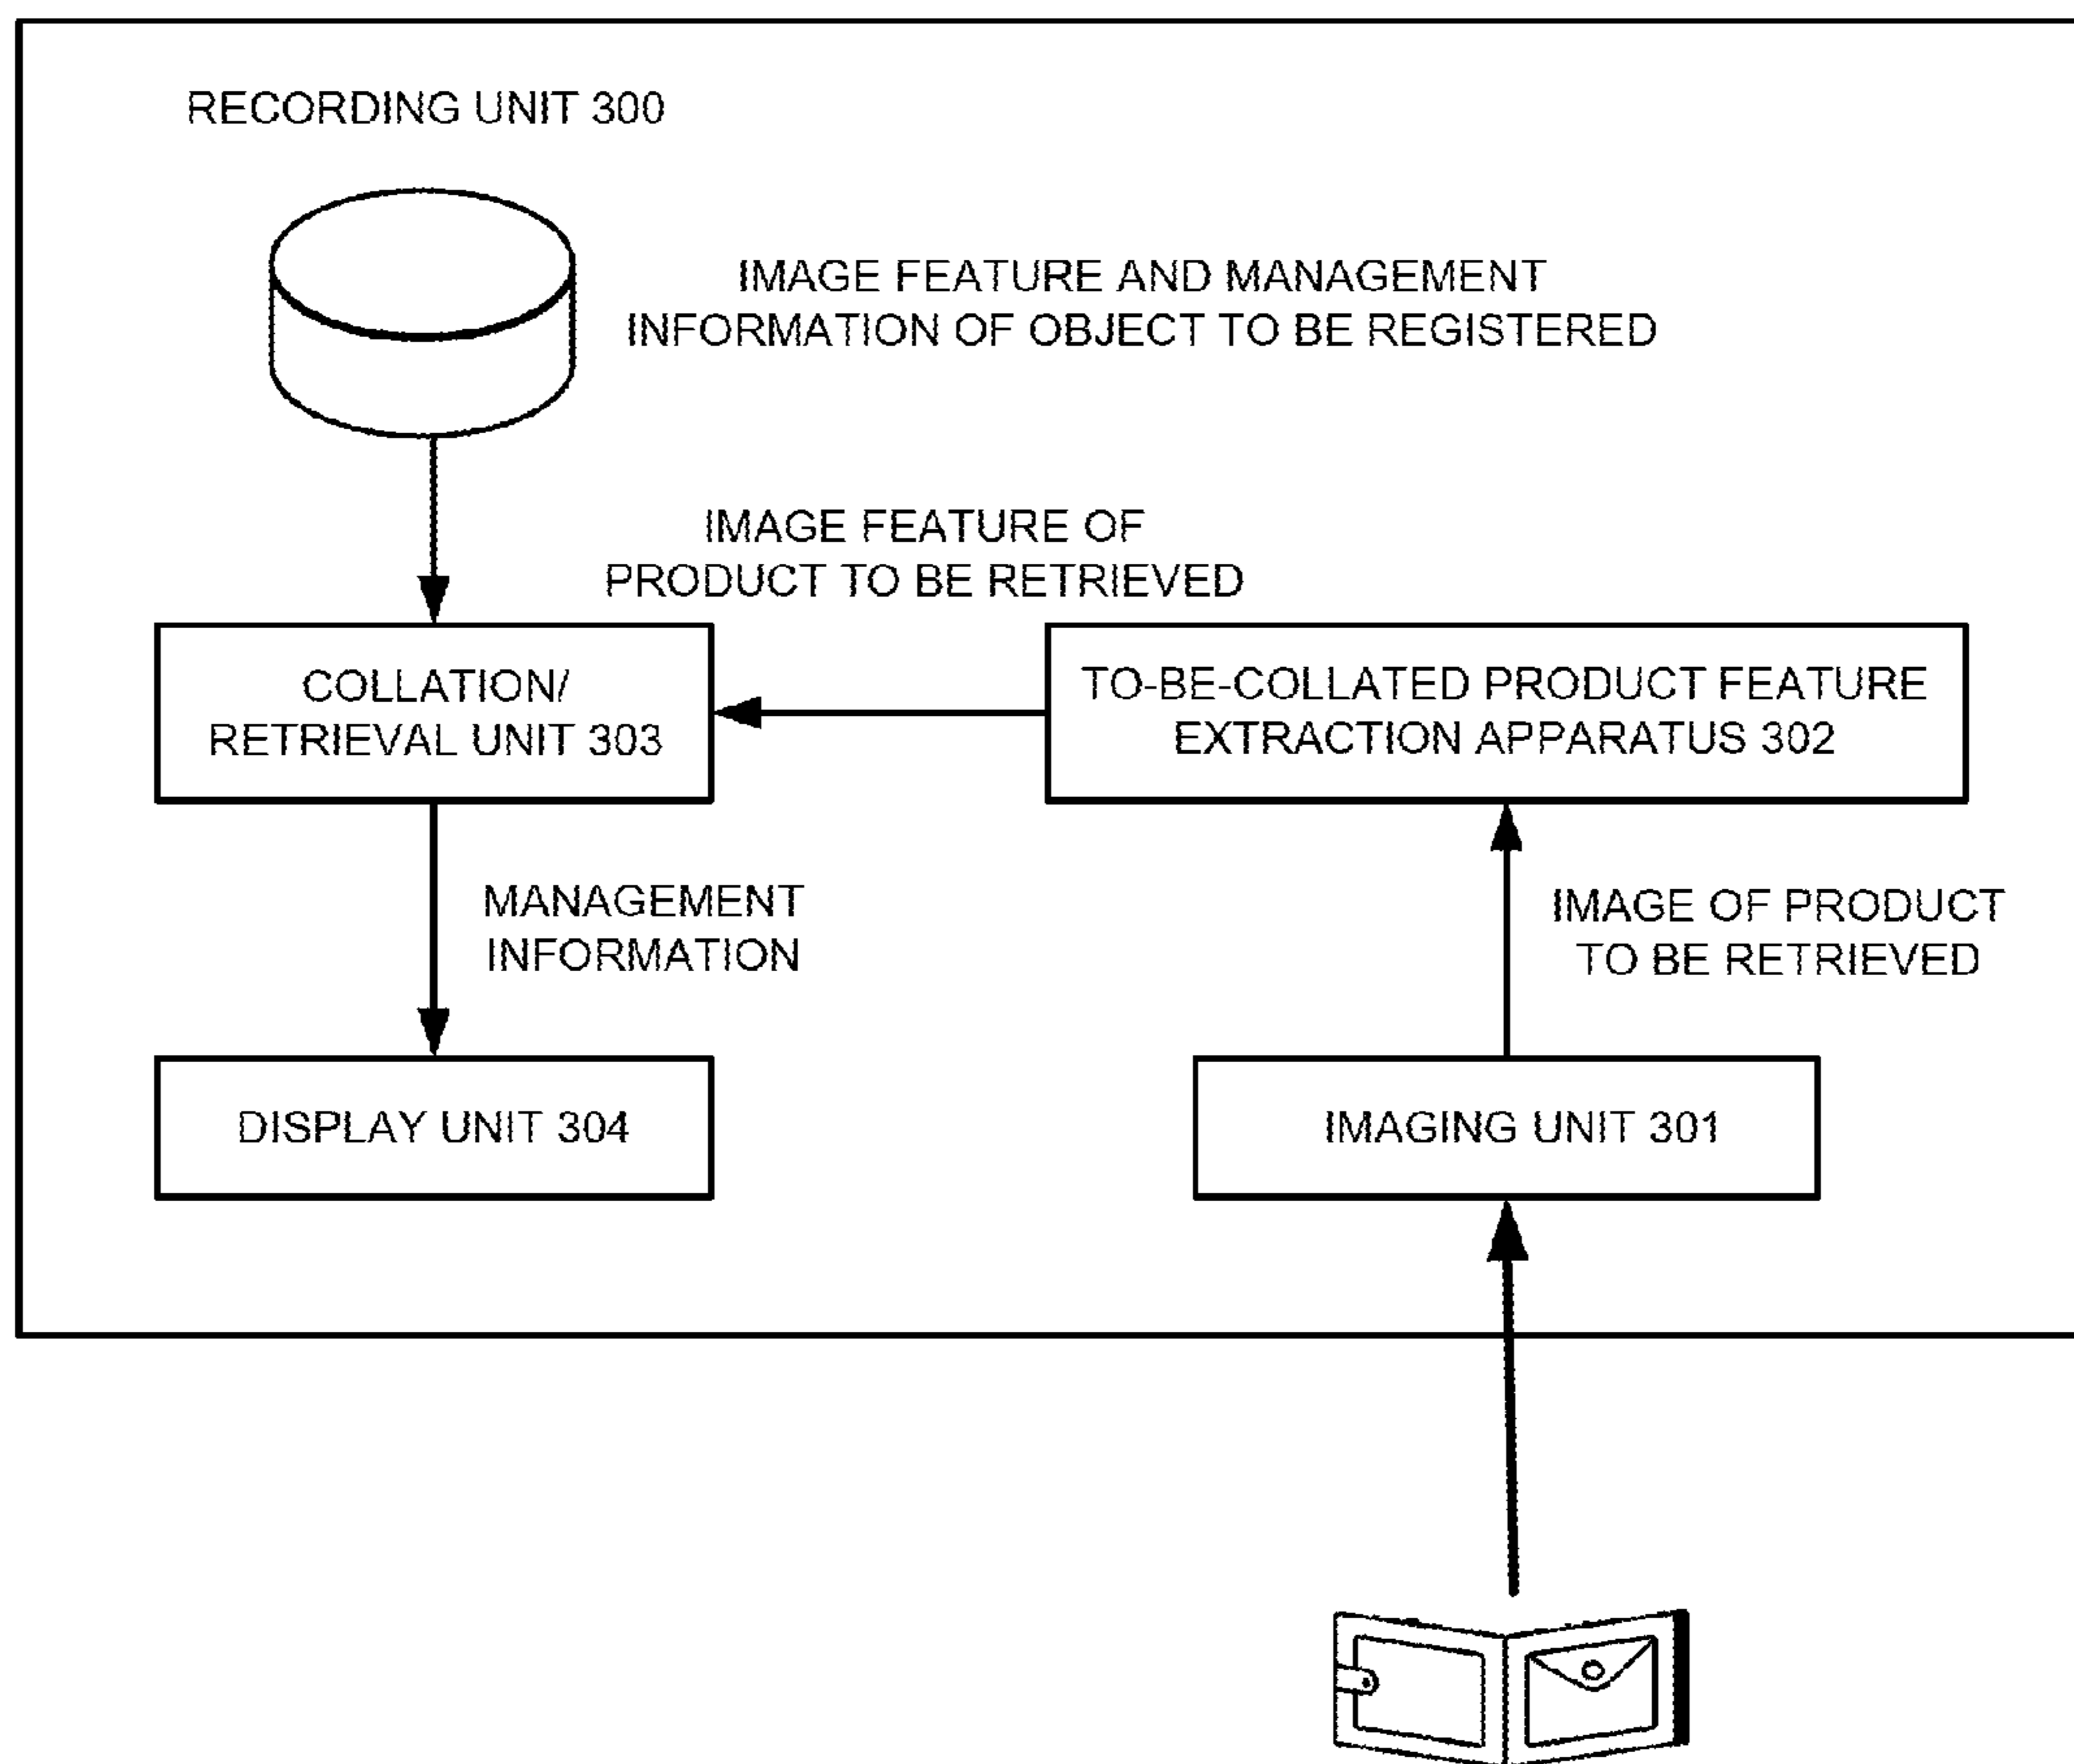 RECORDING UNIT 300
IMAGE FEATURE AND MANAGEMENT
INFORMATION OF OBJECT TO BE REGISTERED
IMAGE FEATURE OF
PRODUCT TO BE RETRIEVED
COLLATION/
RETRIEVAL UNIT 303
TO-BE-COLLATED PRODUCT FEATURE
EXTRACTION APPARATUS 302
MANAGEMENT
INFORMATION
IMAGE OF PRODUCT
TO BE RETRIEVED
DISPLAY UNIT 304
IMAGING UNIT 301